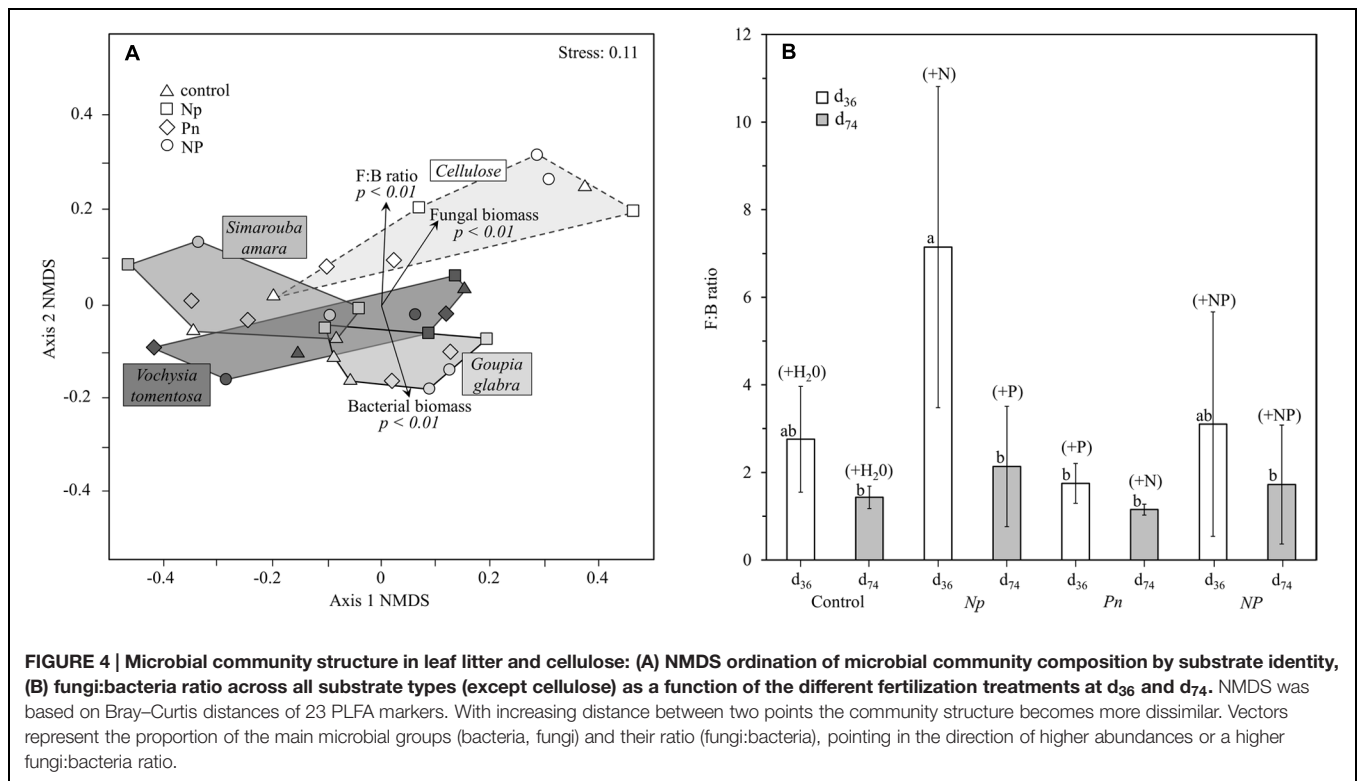 A
Stress: 0.11
control
Np
Pn
NP
0.4
0.2
0
-0.2
-0.4
Axis 2 NMDS
F:B ratio
p < 0.01
Cellulose
Fungal biomass
p < 0.01
Simarouba
amara
Vochysia
tomentosa
Goupia
glabra
Bacterial biomass
p < 0.01
-0.4
-0.2
0
0.2
0.4
Axis 1 NMDS
B
d36
d74
12
10
8
6
4
2
0
F:B ratio
(+H20)
ab
(+H20)
b
(+N)
a
(+P)
b
(+P)
b
(+N)
b
(+NP)
ab
(+NP)
b
d36 d74 d36 d74 d36 d74 d36 d74
Control Np Pn NP
FIGURE 4 | Microbial community structure in leaf litter and cellulose: (A) NMDS ordination of microbial community composition by substrate identity,
(B) fungi:bacteria ratio across all substrate types (except cellulose) as a function of the different fertilization treatments at d36 and d74. NMDS was
based on Bray–Curtis distances of 23 PLFA markers. With increasing distance between two points the community structure becomes more dissimilar. Vectors
represent the proportion of the main microbial groups (bacteria, fungi) and their ratio (fungi:bacteria), pointing in the direction of higher abundances or a higher
fungi:bacteria ratio.